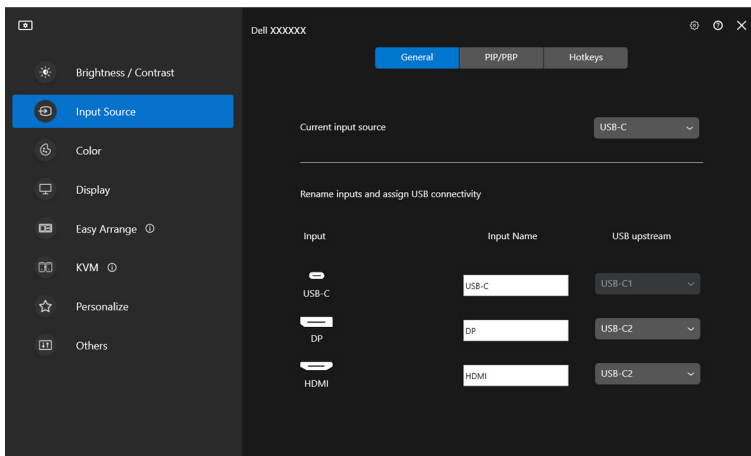 Dell XXXXXX
General PIP/PBP Hotkeys
Brightness / Contrast
Input Source
Color
Display
Easy Arrange
KVM
Personalize
Others
Current input source USB-C
Rename inputs and assign USB connectivity
Input Input Name USB upstream
USB-C USB-C USB-C1
DP DP USB-C2
HDMI HDMI USB-C2